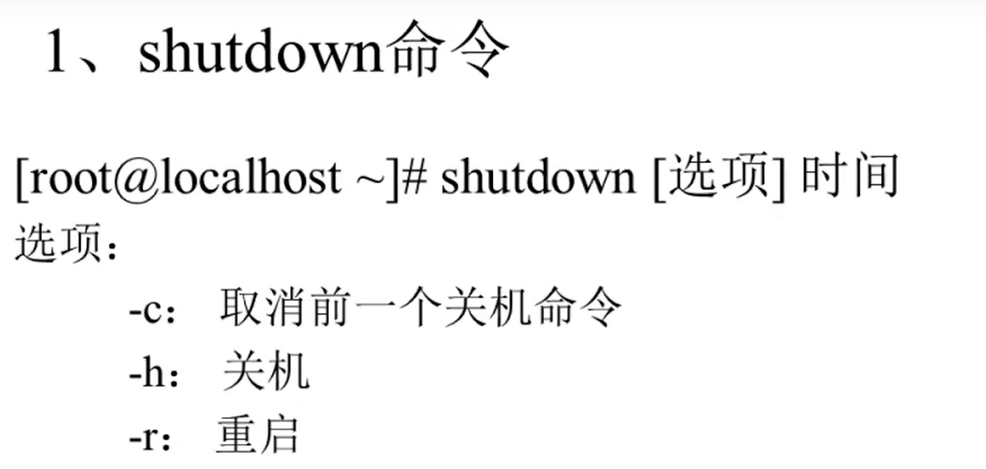 1、shutdown命令
[root@localhost ~]# shutdown [选项] 时间
选项：
-c： 取消前一个关机命令
-h： 关机
-r： 重启